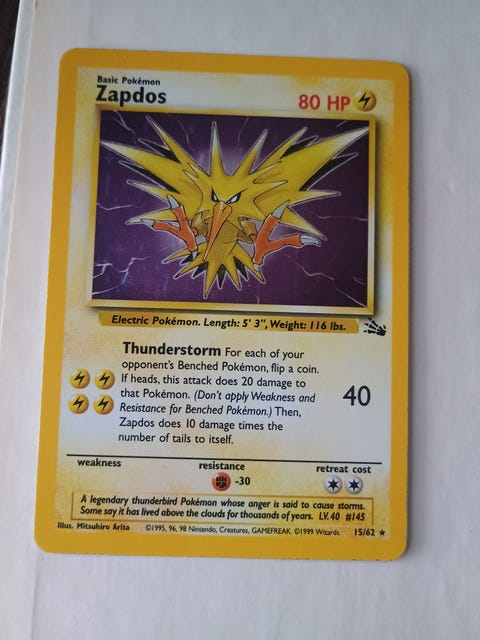 Basic Pokémon
Zapdos
80 HP
Electric Pokémon. Length: 5' 3", Weight: 116 lbs.
Thunderstorm For each of your
opponent's Benched Pokémon, flip a coin.
If heads, this attack does 20 damage to
that Pokémon. (Don't apply Weakness and
Resistance for Benched Pokémon.) Then,
Zapdos does 10 damage times the
number of tails to itself.
40
weakness resistance retreat cost
-30
A legendary thunderbird Pokémon whose anger is said to cause storms.
Some say it has lived above the clouds for thousands of years. LV. 40 #145
Illus. Mitsuhiro Arita ©1995, 96, 98 Nintendo, Creatures, GAMEFREAK. ©1999 Wizards. 15/62 ★